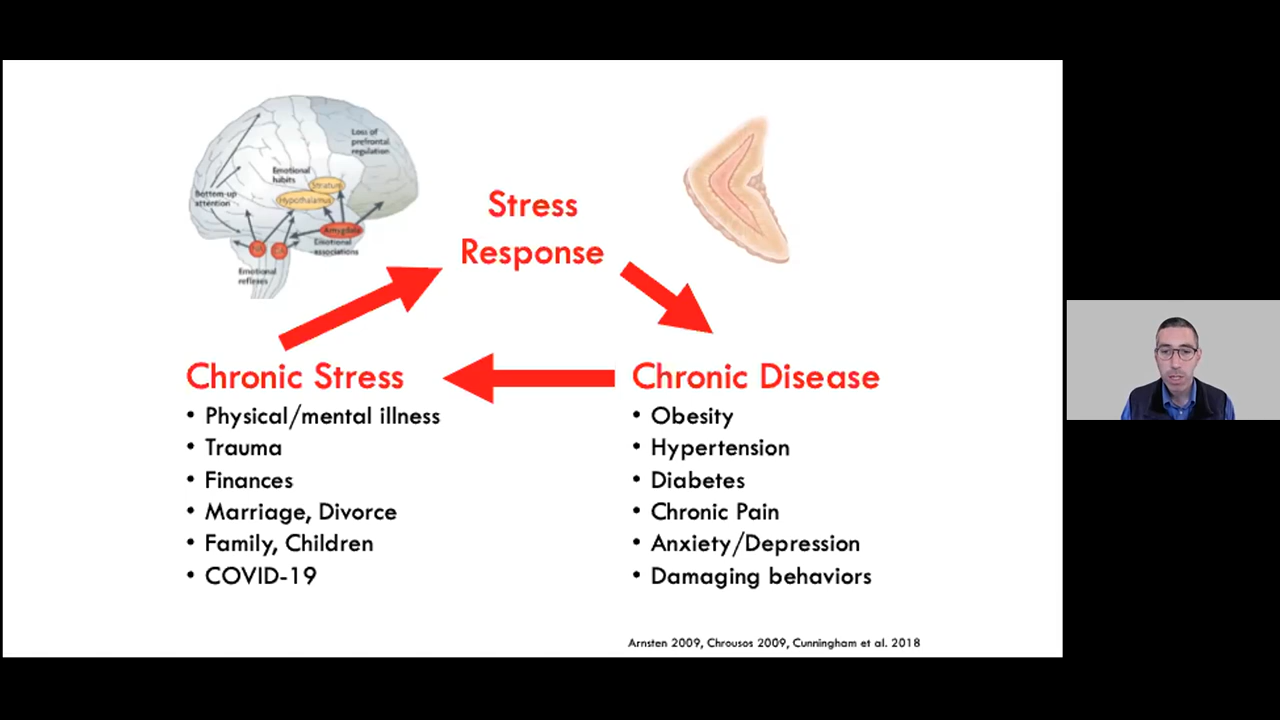 Loss of
prefrontal
regulation
Emotional
habits
Striatum
Bottom-up
attention
Hypothalamus
Amygdala
Emotional
associations
Emotional
reflexes
Stress
Response
Chronic Stress
• Physical/mental illness
• Trauma
• Finances
• Marriage, Divorce
• Family, Children
• COVID-19
Chronic Disease
• Obesity
• Hypertension
• Diabetes
• Chronic Pain
• Anxiety/Depression
• Damaging behaviors
Arnsten 2009, Chrousos 2009, Cunningham et al. 2018